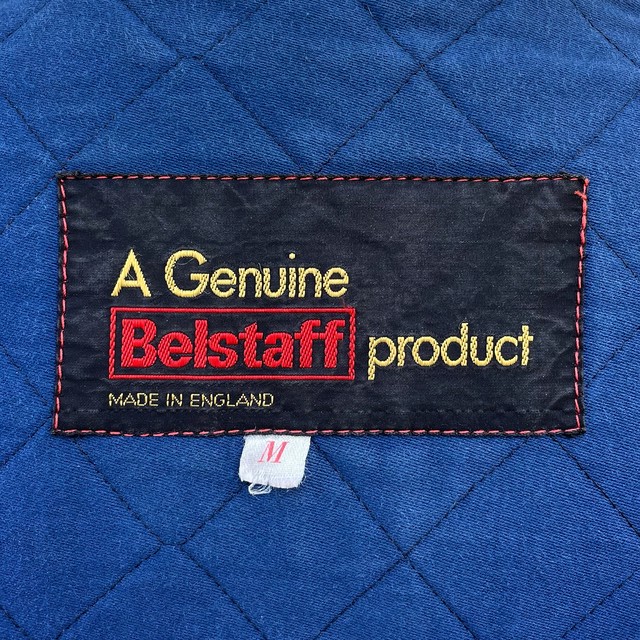 A Genuine
Belstaff product
MADE IN ENGLAND
M